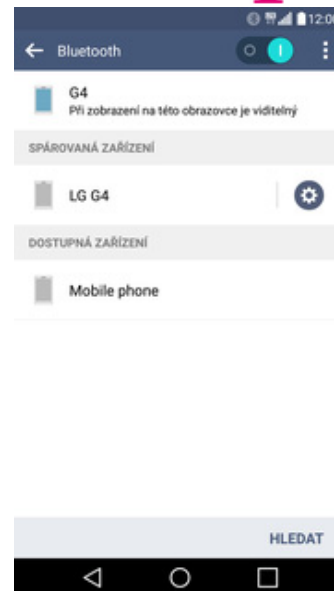 12:00
Bluetooth
G4
Při zobrazení na této obrazovce je viditelný
SPÁROVANÁ ZAŘÍZENÍ
LG G4
DOSTUPNÁ ZAŘÍZENÍ
Mobile phone
HLEDAT